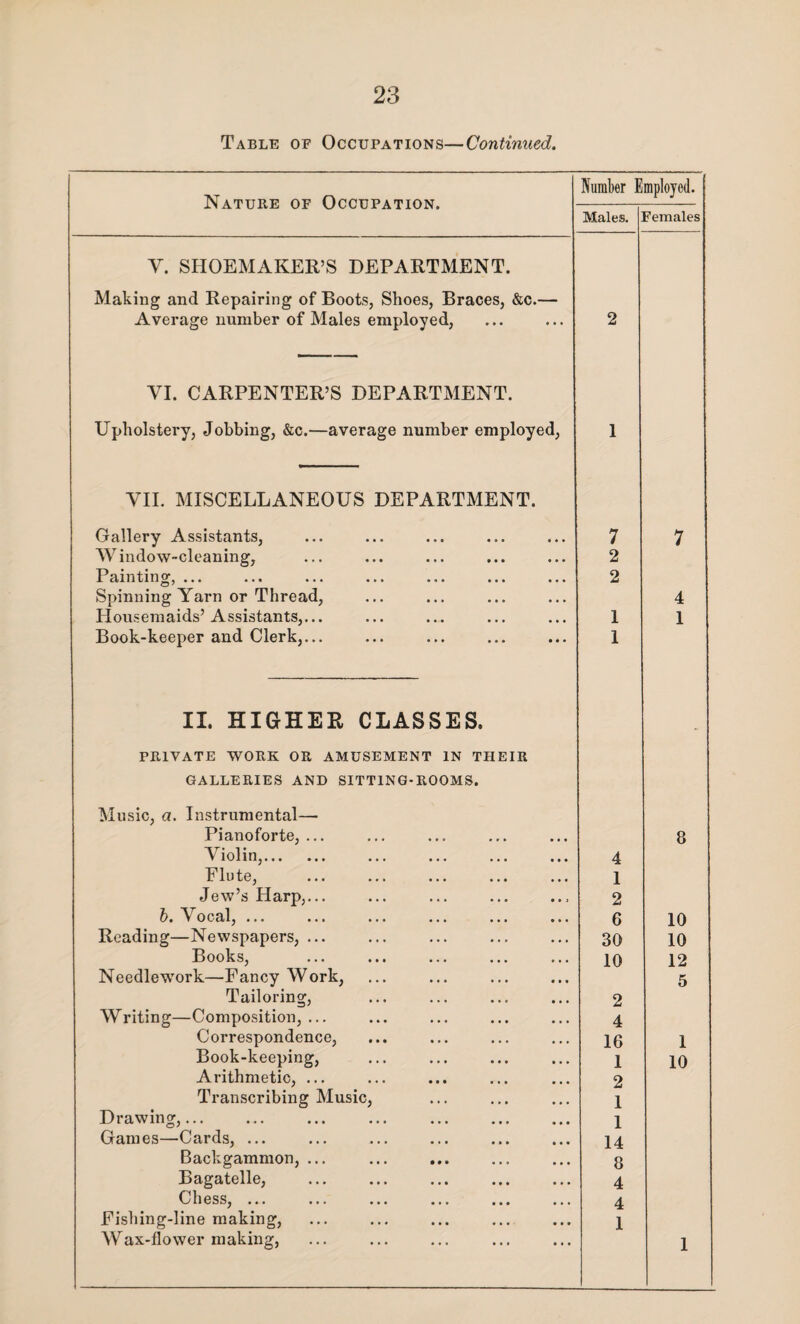 23
Table of Occupations—Continued.
Nature of Occupation. Number Employed.
Males. Females
V. SHOEMAKER'S DEPARTMENT.
Making and Repairing of Boots, Shoes, Braces, &c.—
Average number of Males employed, ... ... 2
VI. CARPENTER'S DEPARTMENT.
Upholstery, Jobbing, &c.—average number employed, 1
VII. MISCELLANEOUS DEPARTMENT.
Gallery Assistants, ... ... ... ... ... 7 7
Window-cleaning, ... ... ... ... ... 2
Painting, ... ... ... ... ... ... ... 2
Spinning Yarn or Thread, ... ... ... ... 4
Housemaids' Assistants,... ... ... ... ... 1 1
Book-keeper and Clerk,... ... ... ... ... 1
II. HIGHER CLASSES.
PRIVATE WORK OR AMUSEMENT IN THEIR
GALLERIES AND SITTING-ROOMS.
Music, a. Instrumental—
Pianoforte, ... ... ... ... ... 8
Violin,... ... ... ... ... ... 4
Flute, ... ... ... ... ... 1
Jew's Harp,... ... ... ... ... 2
b. Vocal, ... ... ... ... ... ... 6 10
Reading—Newspapers, ... ... ... ... ... 30 10
Books, ... ... ... ... ... ... 10 12
Needlework—Fancy Work, ... ... ... ... 5
Tailoring, ... ... ... ... ... 2
Writing—Composition, ... ... ... ... ... 4
Correspondence, ... ... ... ... 16 1
Book-keeping, ... ... ... ... 1 10
Arithmetic, ... ... ... ... ... 2
Transcribing Music, ... ... ... 1
Drawing,... ... ... ... ... ... ... 1
Games—Cards, ... ... ... ... ... ... 14
Backgammon, ... ... ... ... ... 8
Bagatelle, ... ... ... ... ... 4
Chess, ... ... ... ... ... ... 4
Fishing-line making, ... ... ... ... ... 1
Wax-flower making, ... ... ... ... ... 1